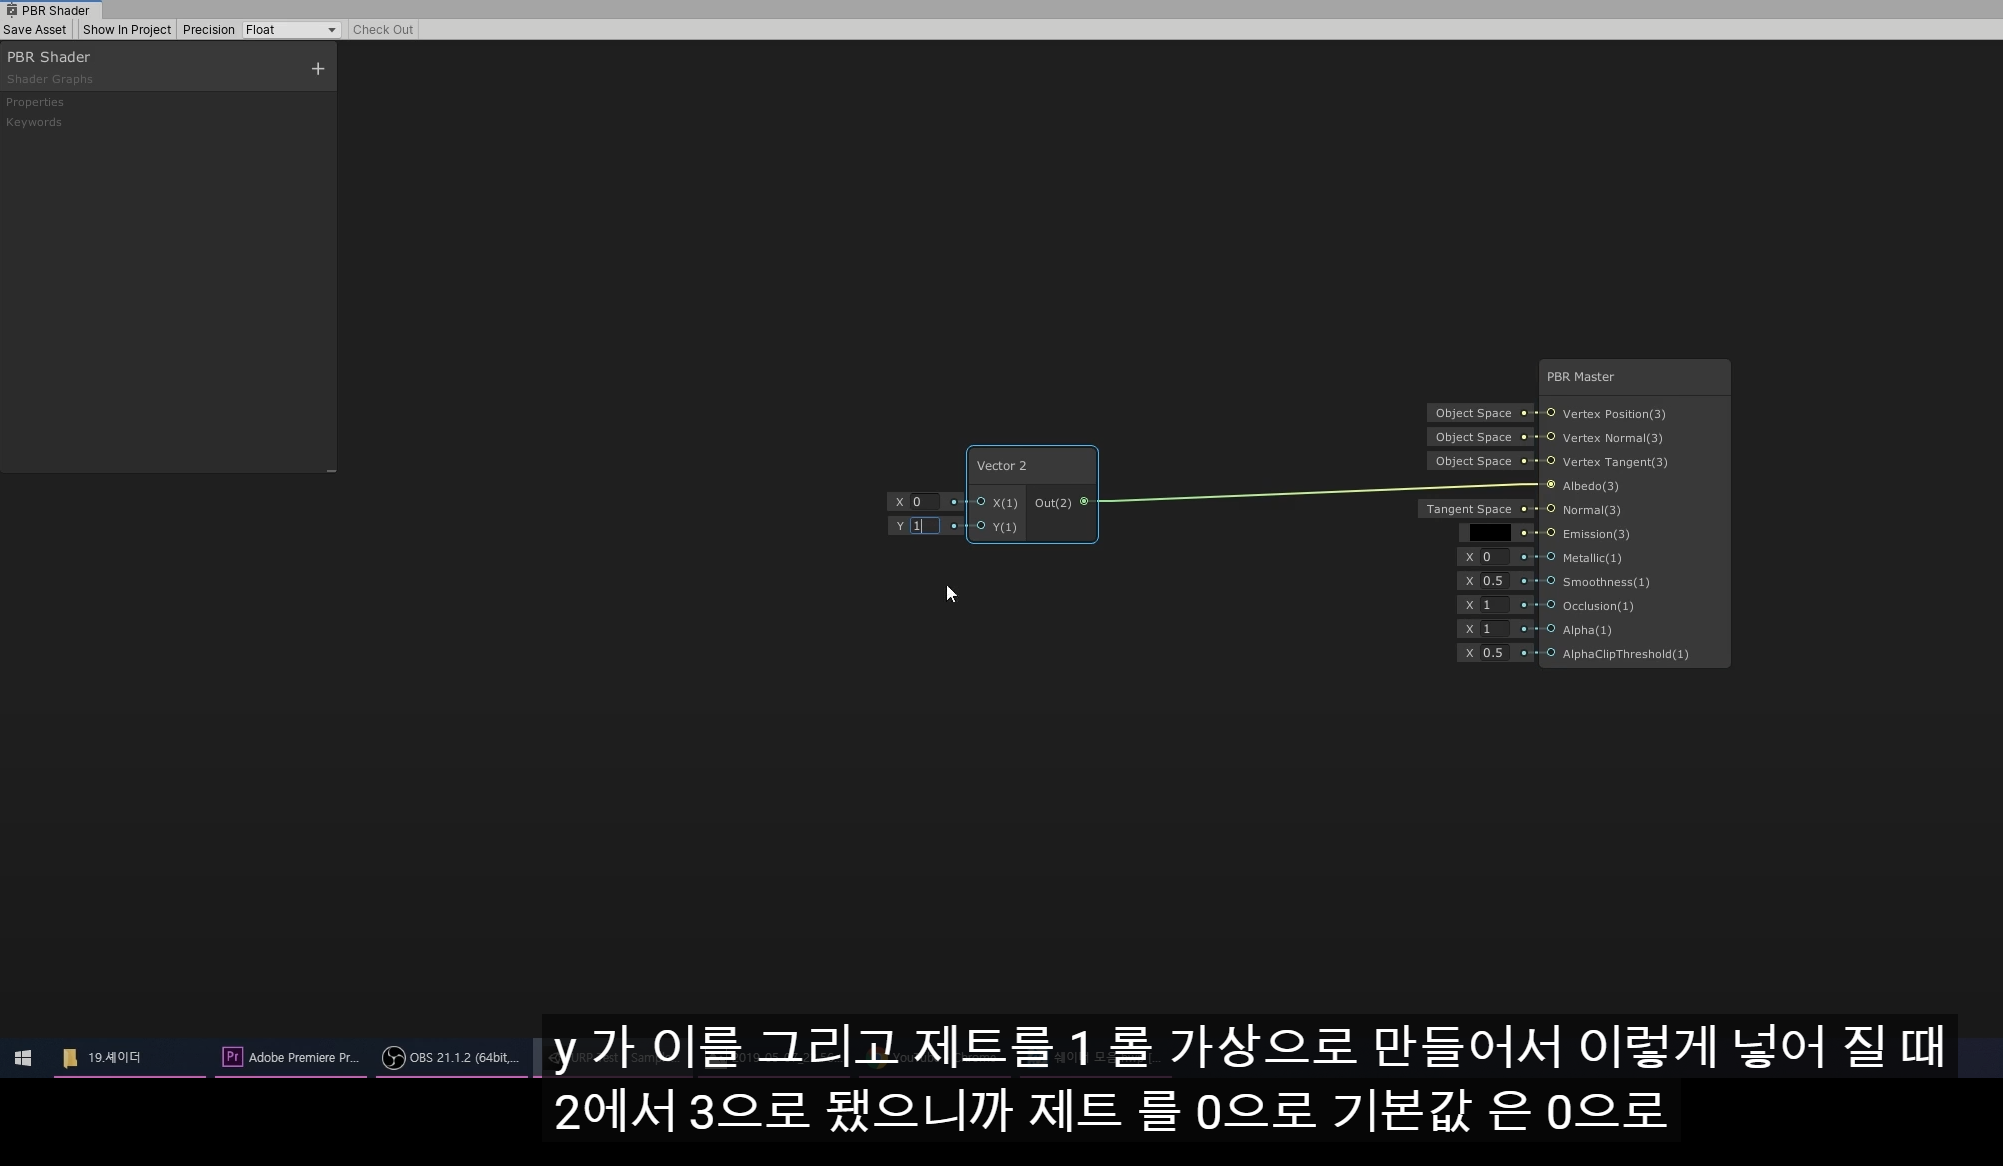 PBR Shader
Save Asset Show In Project Precision Float Check Out
PBR Shader
Shader Graphs
Properties
Keywords
PBR Master
Object Space Vertex Position(3)
Object Space Vertex Normal(3)
Object Space Vertex Tangent(3)
Albedo(3)
Tangent Space Normal(3)
Emission(3)
X 0 Metallic(1)
X 0.5 Smoothness(1)
X 1 Occlusion(1)
X 1 Alpha(1)
X 0.5 AlphaClipThreshold(1)
Vector 2
X 0 X(1) Out(2)
Y 1 Y(1)
19.셰이더 Adobe Premiere Pr... OBS 21.1.2 (64bit,...
y 가 이를 그리고 제트를 1 롤 가상으로 만들어서 이렇게 넣어 질 때
2에서 3으로 됐으니까 제트 를 0으로 기본값 은 0으로